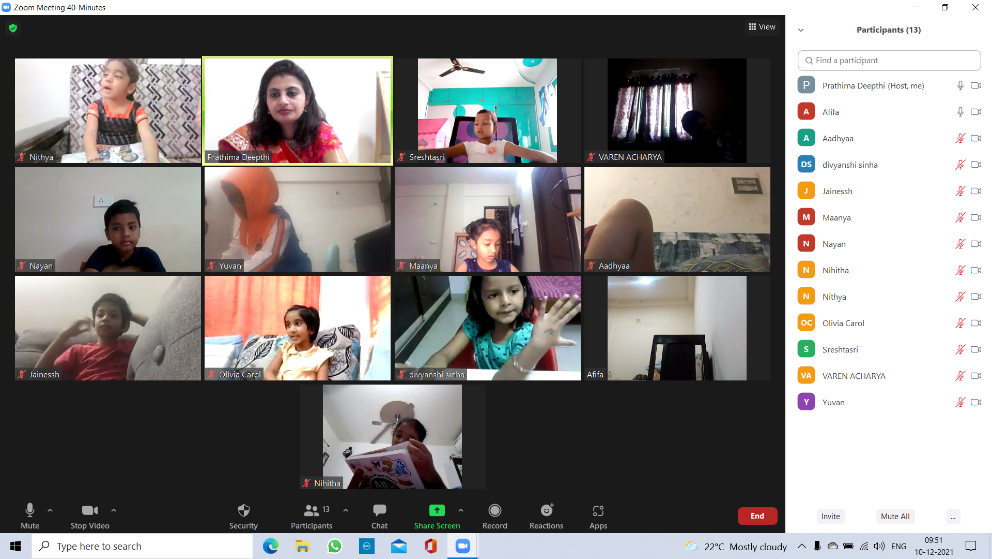 Zoom Meeting 40-Minutes
View
Participants (13)
Find a participant
P Prathima Deepthi (Host, me)
A Afifa
A Aadhyaa
DS divyanshi sinha
J Jainessh
M Maanya
N Nayan
N Nihitha
N Nithya
OC Olivia Carol
S Sreshtasri
VA VAREN ACHARYA
Y Yuvan
Nithya
Prathima Deepthi
Sreshtasri
VAREN ACHARYA
Nayan
Yuvan
Maanya
Aadhyaa
Jainessh
Olivia Carol
divyanshi sinha
Afifa
Nihitha
Mute
Stop Video
Security
13
Participants
Chat
Share Screen
Record
Reactions
Apps
End
Invite
Mute All
...
Type here to search
22°C Mostly cloudy
ENG
09:51
10-12-2021